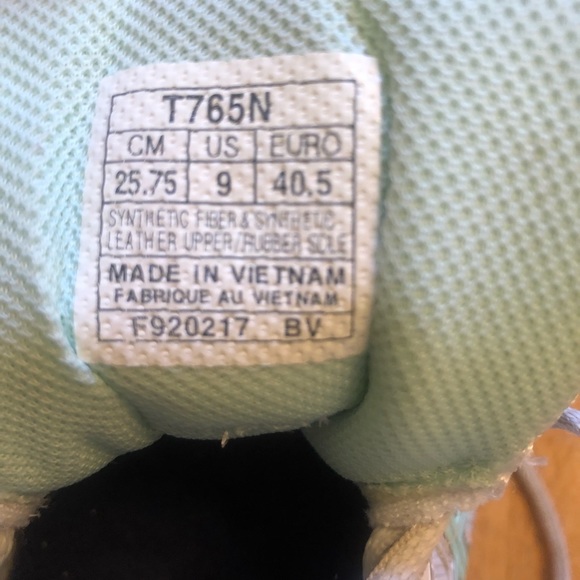 T765N
CM US EURO
25.75 9 40.5
SYNTHETIC FIBER & SYNTHETIC
LEATHER UPPER/RUBBER SOLE
MADE IN VIETNAM
FABRIQUE AU VIETNAM
F920217 BV